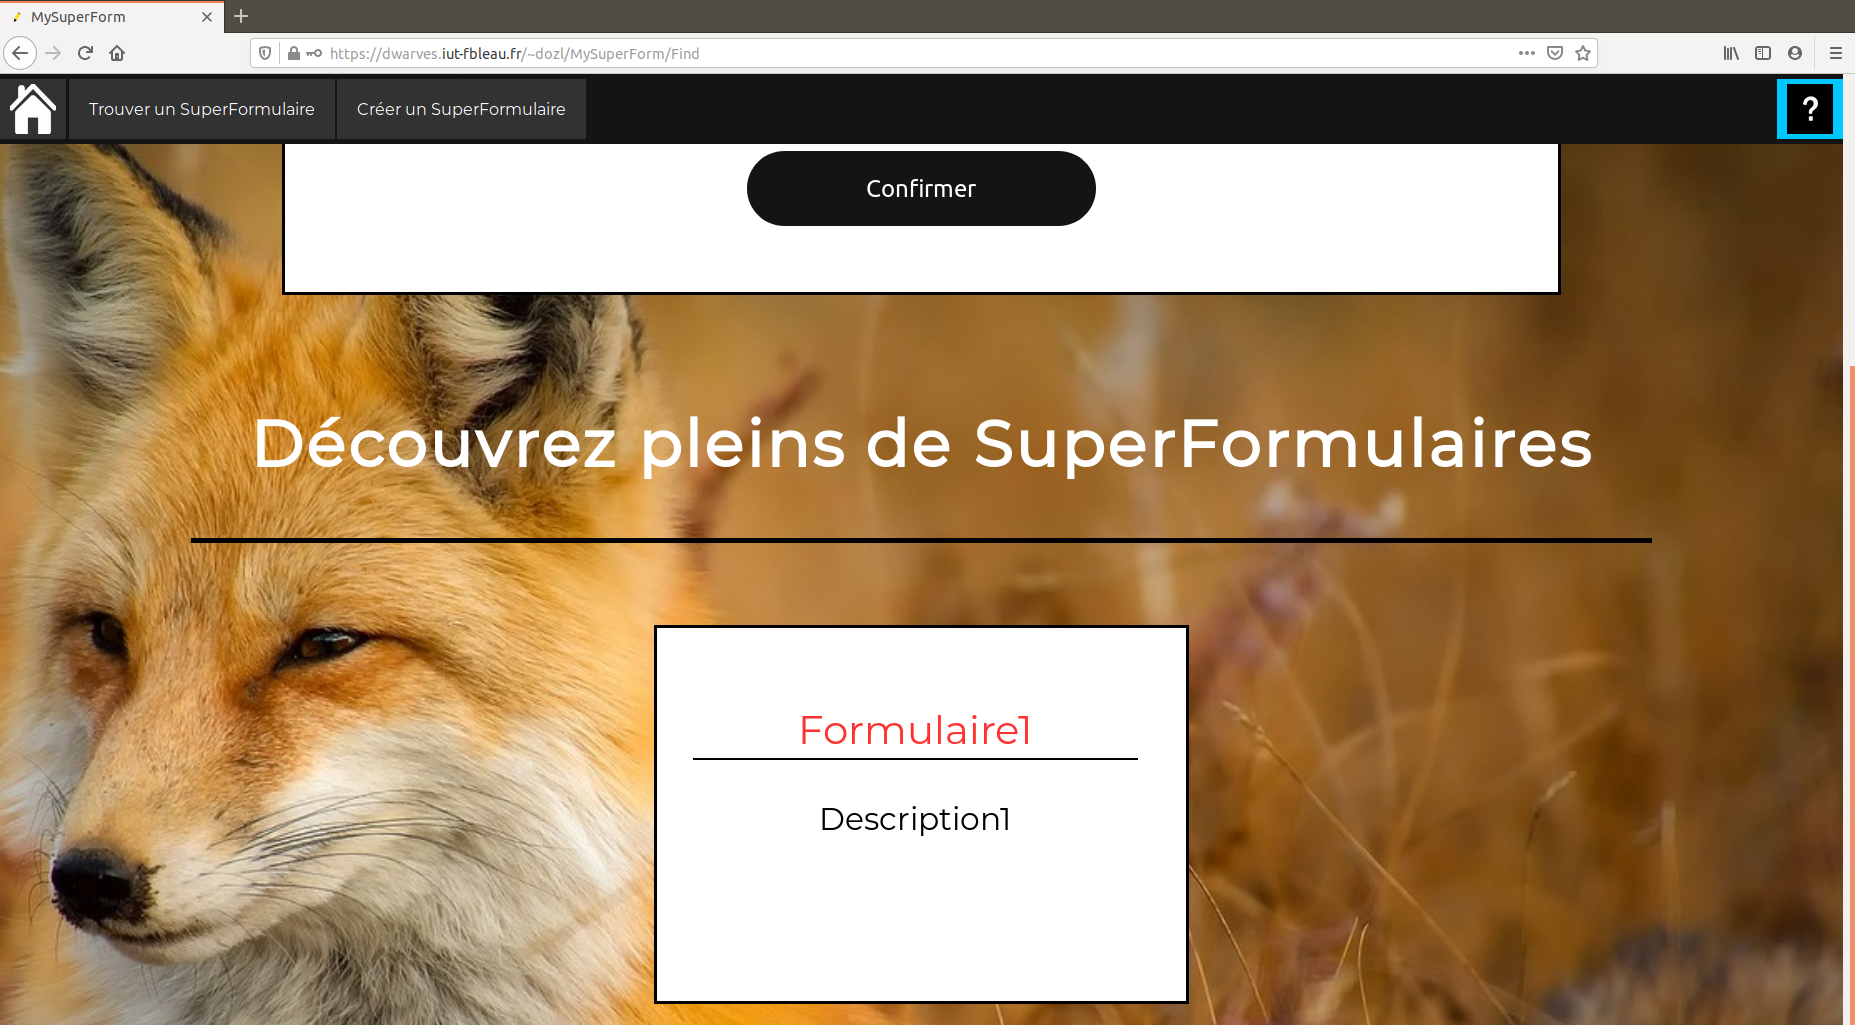 MySuperForm
https://dwarves.iut-fbleau.fr/~dozl/MySuperForm/Find
Trouver un SuperFormulaire
Créer un SuperFormulaire
?
Confirmer
Découvrez pleins de SuperFormulaires
Formulaire1
Description1